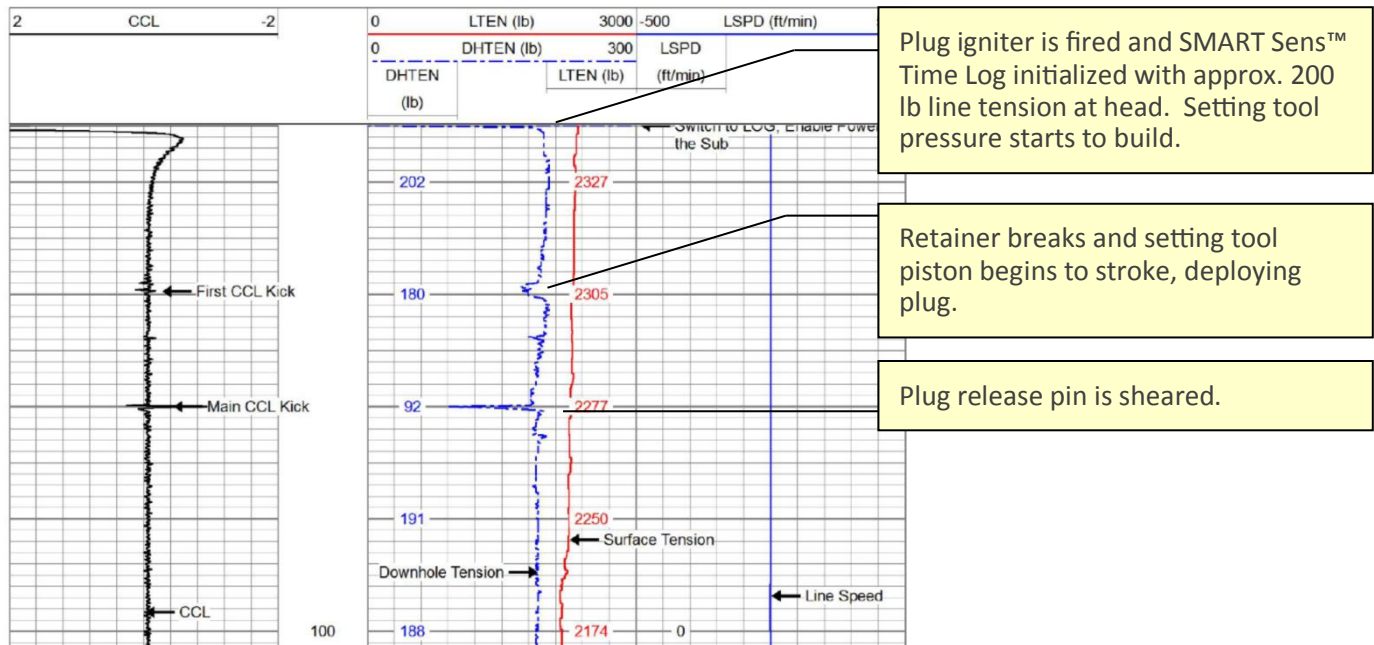 2 CCL -2
0 LTEN (lb) 3000 -500 LSPD (ft/min)
0 DHTEN (lb) 300 LSPD
DHTEN LTEN (lb) (ft/min)
(lb)
Plug igniter is fired and SMART Sens™
Time Log initialized with approx. 200
lb line tension at head. Setting tool
pressure starts to build.
Switch to LOG, Enable Power
the Sub
202 2327
Retainer breaks and setting tool
piston begins to stroke, deploying
plug.
First CCL Kick 180 2305
Plug release pin is sheared.
Main CCL Kick 92 2277
191 2250
Surface Tension
Downhole Tension
Line Speed
CCL
100 188 2174 0